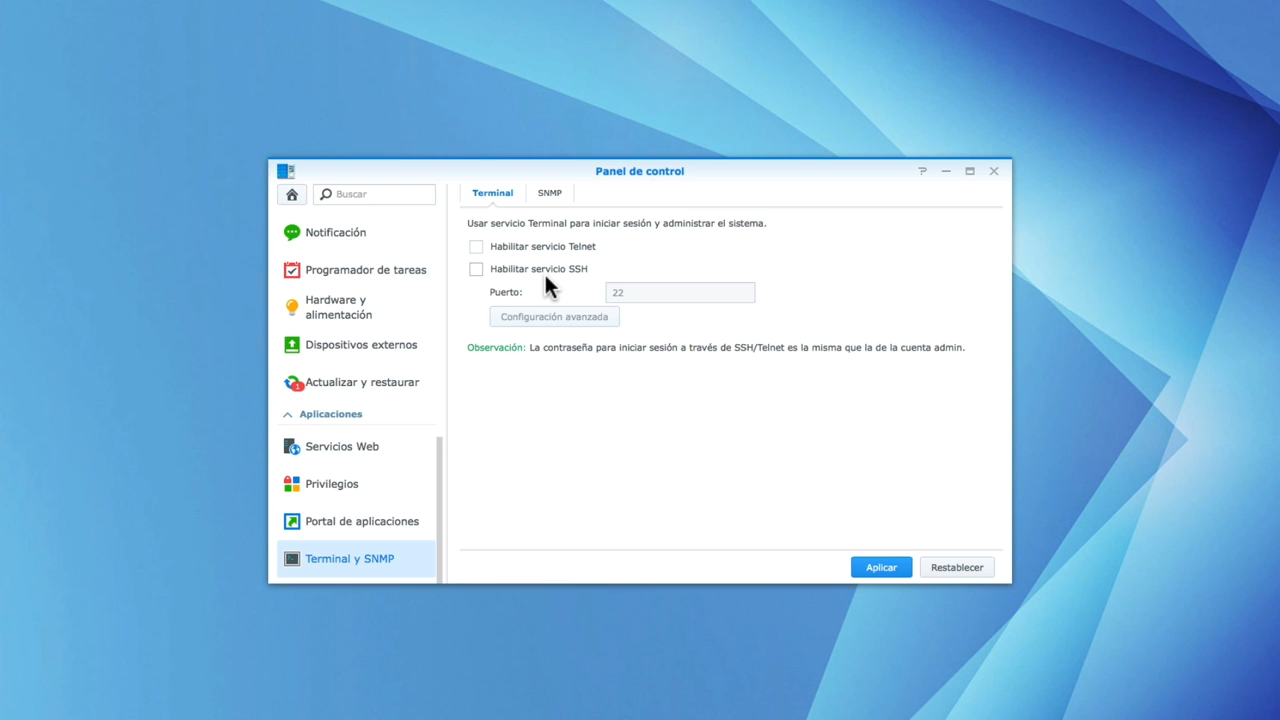 Panel de control
?
Buscar
Notificación
Programador de tareas
Hardware y
alimentación
Dispositivos externos
1
Actualizar y restaurar
Aplicaciones
Servicios Web
Privilegios
Portal de aplicaciones
Terminal y SNMP
Terminal
SNMP
Usar servicio Terminal para iniciar sesión y administrar el sistema.
Habilitar servicio Telnet
Habilitar servicio SSH
Puerto:
22
Configuración avanzada
Observación: La contraseña para iniciar sesión a través de SSH/Telnet es la misma que la de la cuenta admin.
Aplicar
Restablecer